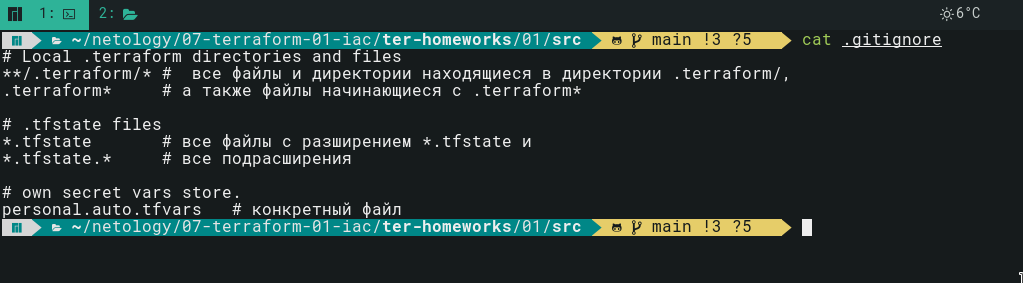 1: 2: 6°C
~/netology/07-terraform-01-iac/ter-homeworks/01/src main !3 ?5 cat .gitignore
# Local .terraform directories and files
**/.terraform/* #  все файлы и директории находящиеся в директории .terraform/,
.terraform*     # а также файлы начинающиеся с .terraform*
# .tfstate files
*.tfstate       # все файлы с разширением *.tfstate и
*.tfstate.*     # все подрасширения
# own secret vars store.
personal.auto.tfvars   # конкретный файл
~/netology/07-terraform-01-iac/ter-homeworks/01/src main !3 ?5